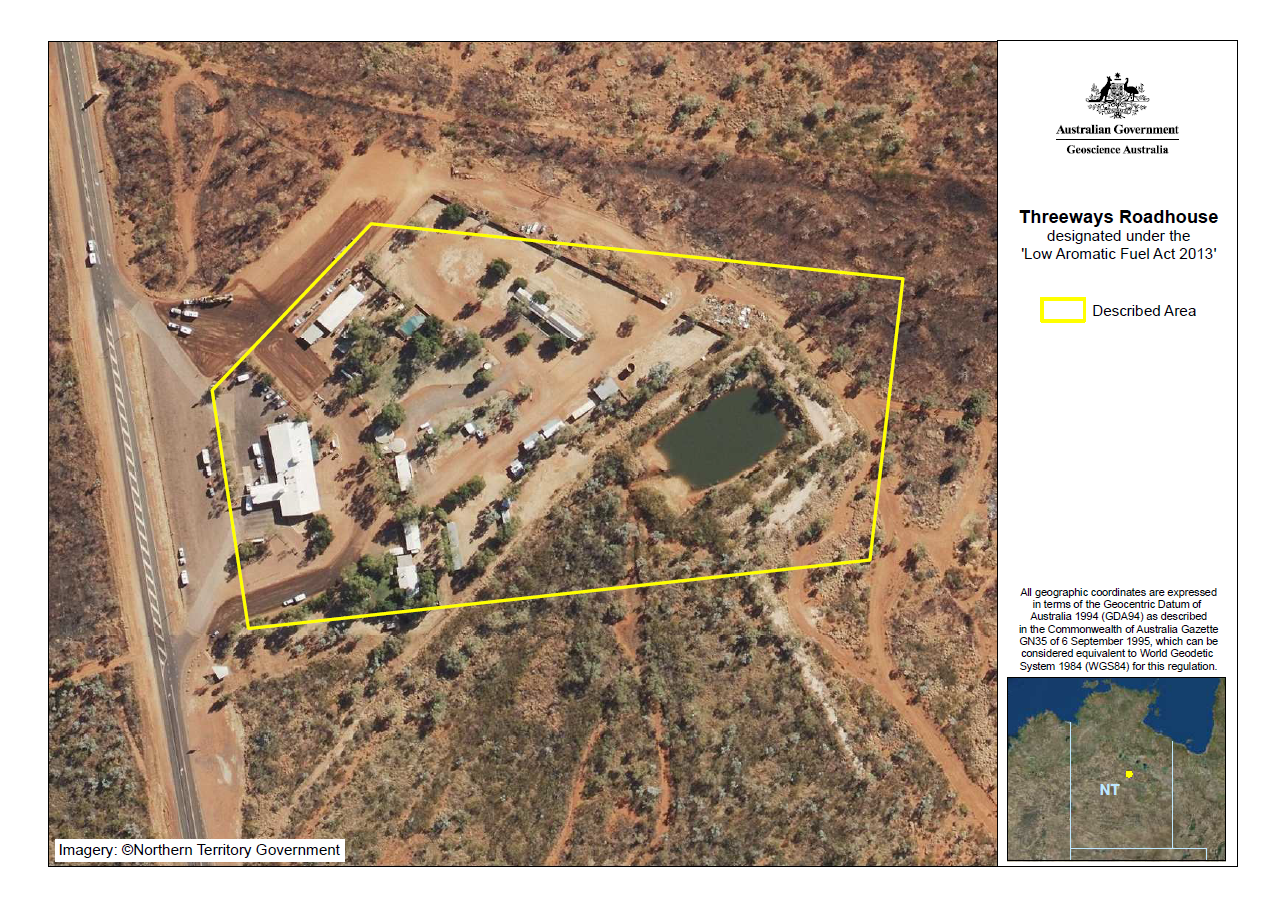 Australian Government
Geoscience Australia
Threeways Roadhouse
designated under the
'Low Aromatic Fuel Act 2013'
Described Area
All geographic coordinates are expressed
in terms of the Geocentric Datum of
Australia 1994 (GDA94) as described
in the Commonwealth of Australia Gazette
GN35 of 6 September 1995, which can be
considered equivalent to World Geodetic
System 1984 (WGS84) for this regulation.
NT
Imagery: ©Northern Territory Government